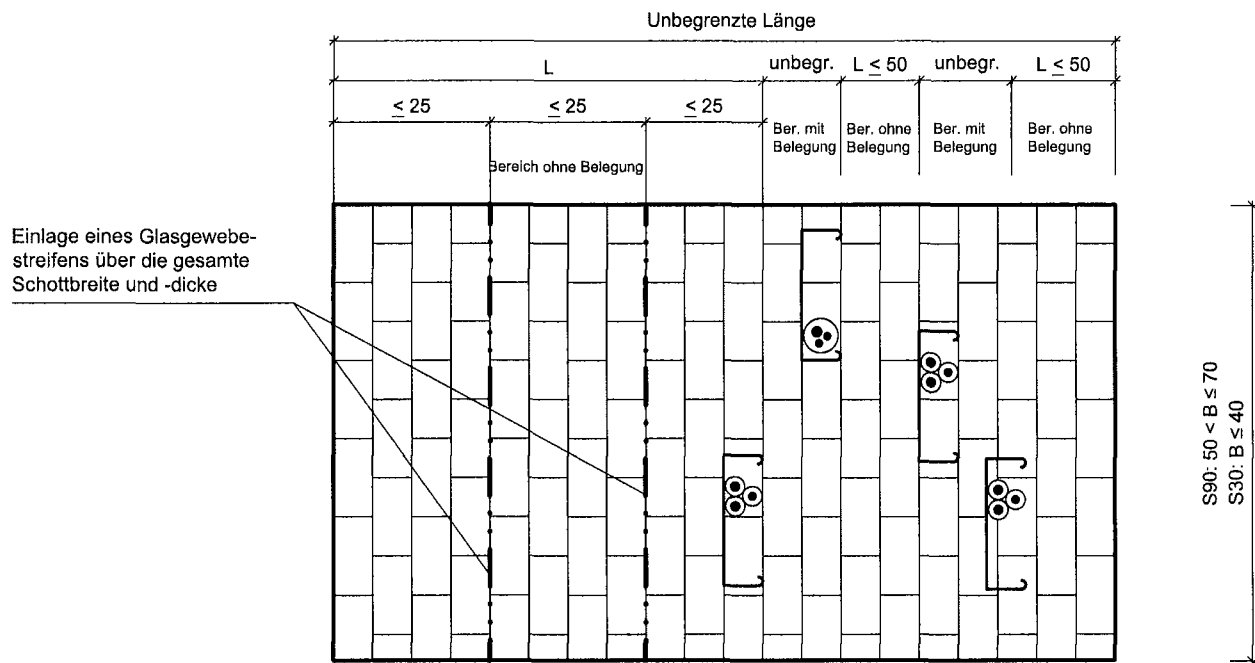 Unbegrenzte Länge
L
unbegr.
L ≤ 50
unbegr.
L ≤ 50
≤ 25
≤ 25
≤ 25
Ber. mit
Belegung
Ber. ohne
Belegung
Ber. mit
Belegung
Ber. ohne
Belegung
Bereich ohne Belegung
Einlage eines Glasgewebe-
streifens über die gesamte
Schottbreite und -dicke
S90: 50 < B ≤ 70
S30: B ≤ 40